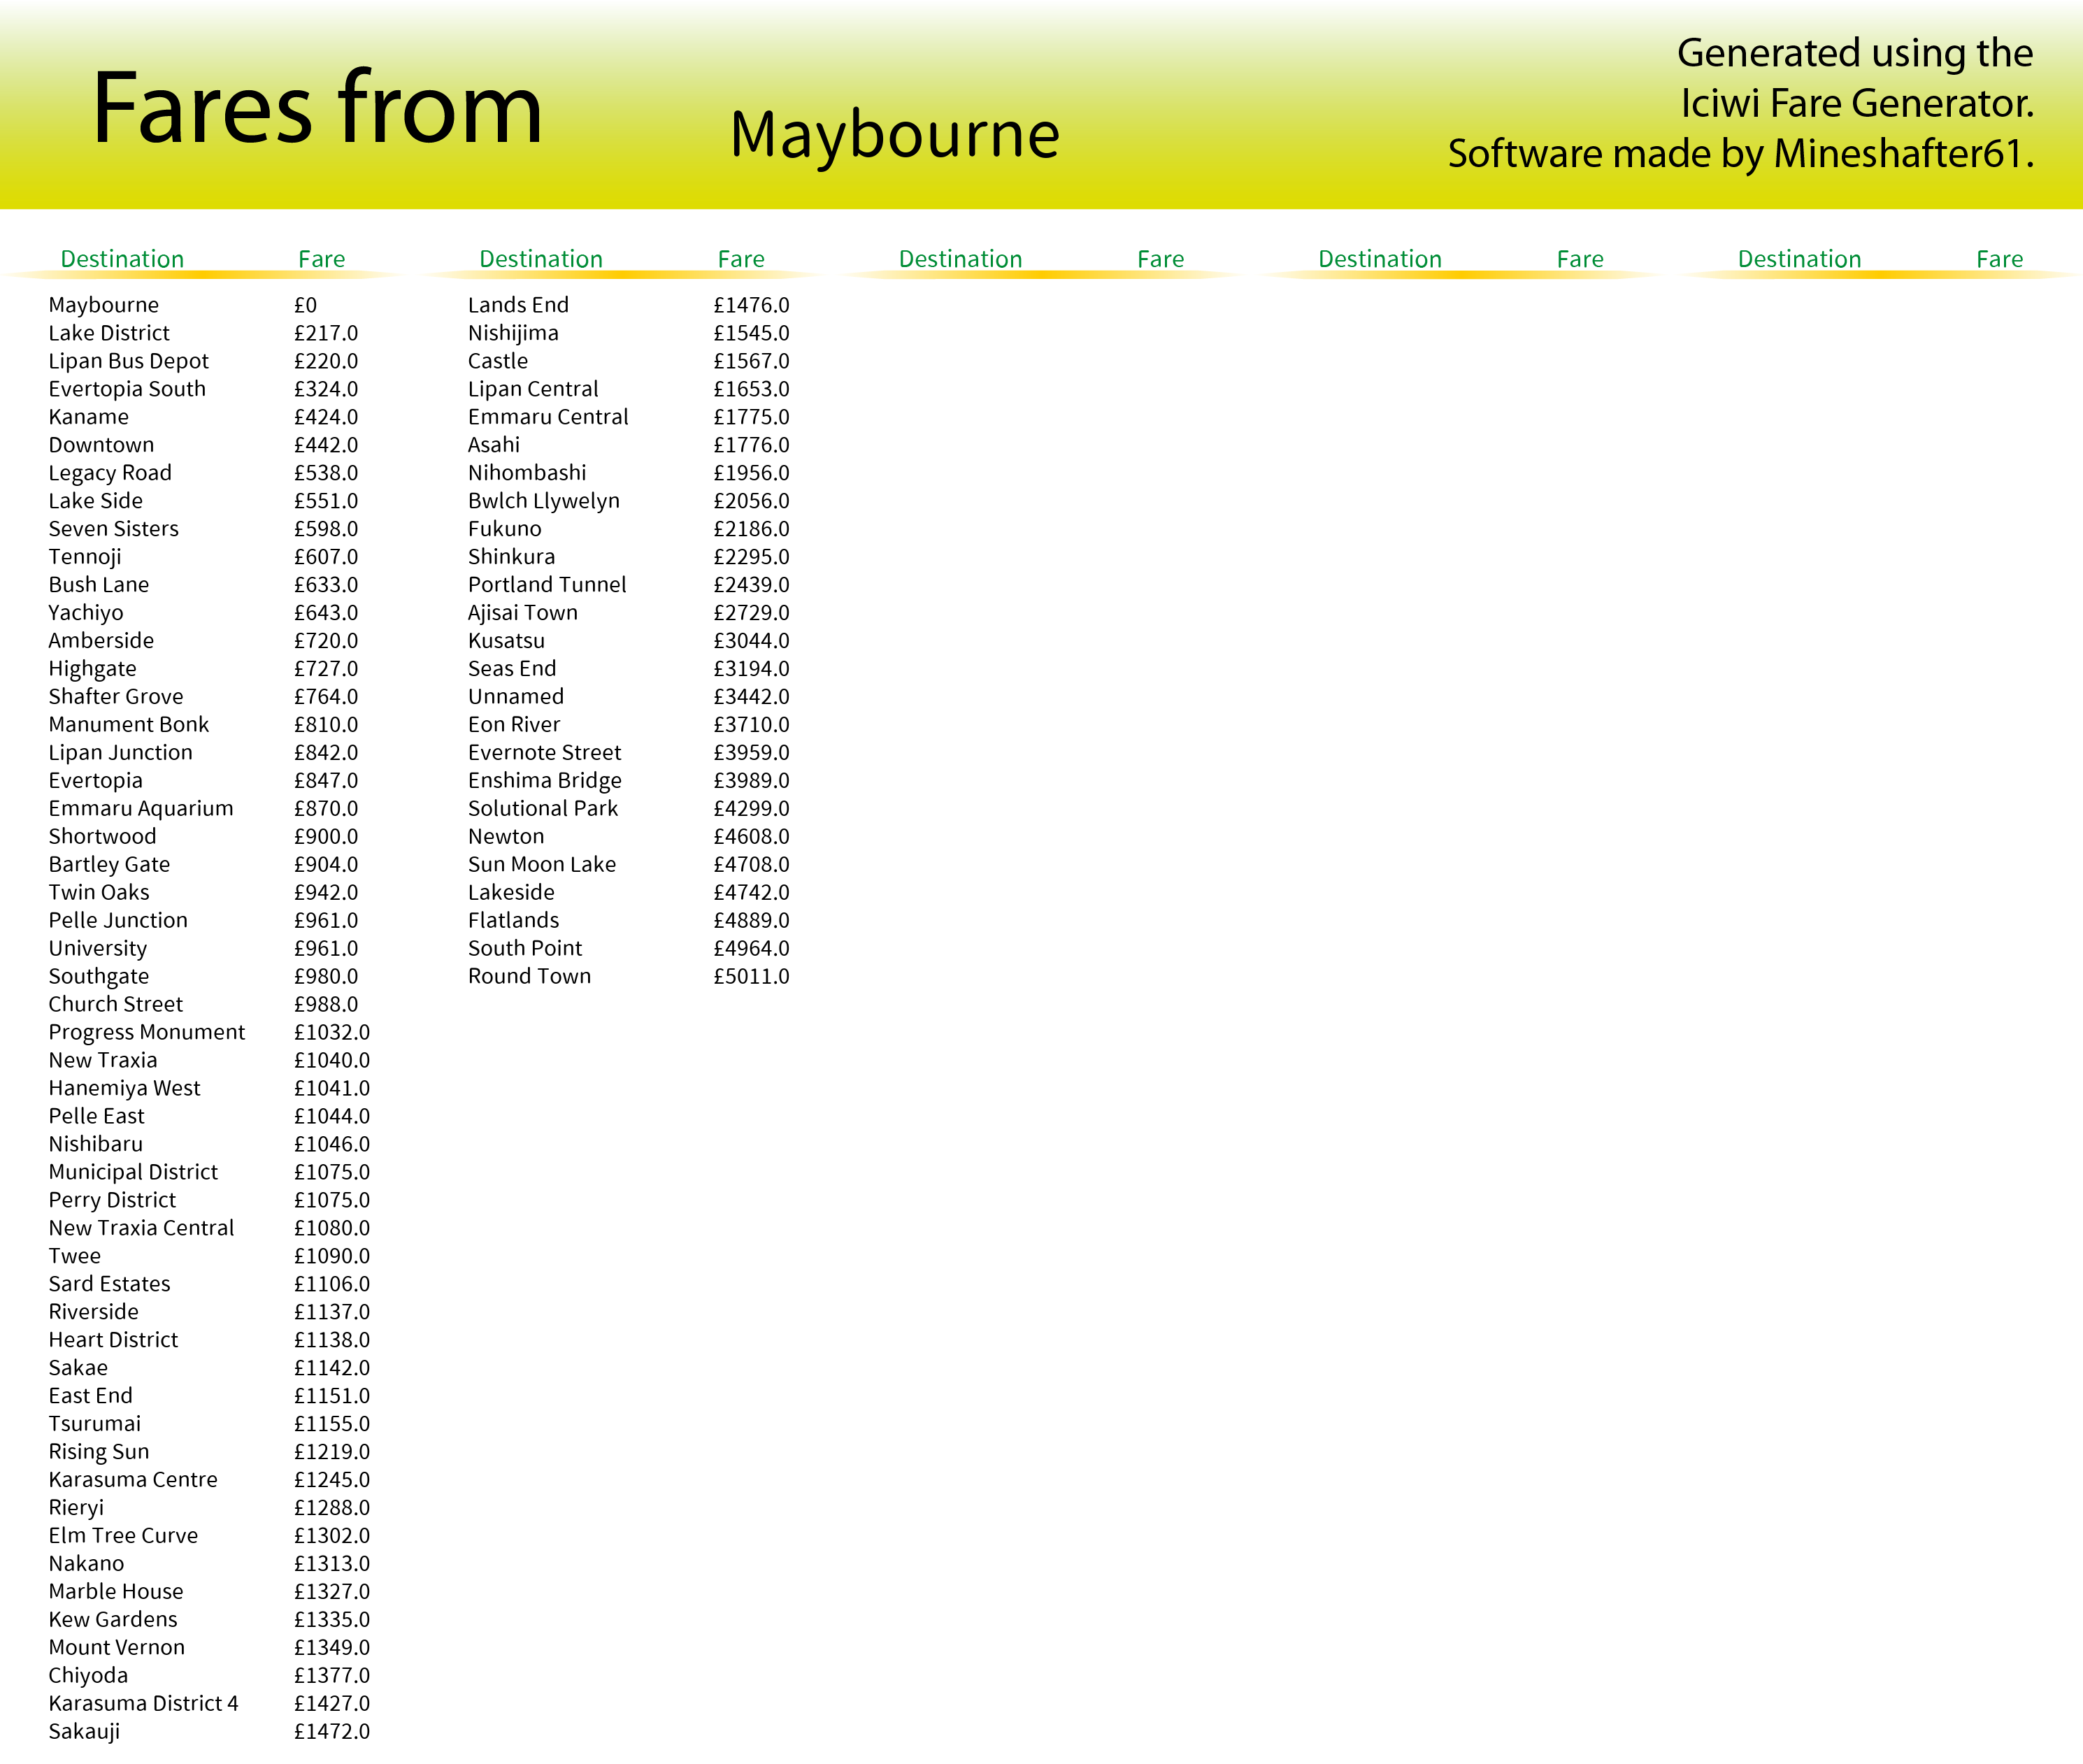 Fares from
Maybourne
Generated using the
Iciwi Fare Generator.
Software made by Mineshafter61.
Destination Fare Destination Fare Destination Fare Destination Fare Destination Fare
Maybourne £0
Lake District £217.0
Lipan Bus Depot £220.0
Evertopia South £324.0
Kaname £424.0
Downtown £442.0
Legacy Road £538.0
Lake Side £551.0
Seven Sisters £598.0
Tennoji £607.0
Bush Lane £633.0
Yachiyo £643.0
Amberside £720.0
Highgate £727.0
Shafter Grove £764.0
Manument Bonk £810.0
Lipan Junction £842.0
Evertopia £847.0
Emmaru Aquarium £870.0
Shortwood £900.0
Bartley Gate £904.0
Twin Oaks £942.0
Pelle Junction £961.0
University £961.0
Southgate £980.0
Church Street £988.0
Progress Monument £1032.0
New Traxia £1040.0
Hanemiya West £1041.0
Pelle East £1044.0
Nishibaru £1046.0
Municipal District £1075.0
Perry District £1075.0
New Traxia Central £1080.0
Twee £1090.0
Sard Estates £1106.0
Riverside £1137.0
Heart District £1138.0
Sakae £1142.0
East End £1151.0
Tsurumai £1155.0
Rising Sun £1219.0
Karasuma Centre £1245.0
Rieryi £1288.0
Elm Tree Curve £1302.0
Nakano £1313.0
Marble House £1327.0
Kew Gardens £1335.0
Mount Vernon £1349.0
Chiyoda £1377.0
Karasuma District 4 £1427.0
Sakauji £1472.0
Lands End £1476.0
Nishijima £1545.0
Castle £1567.0
Lipan Central £1653.0
Emmaru Central £1775.0
Asahi £1776.0
Nihombashi £1956.0
Bwlch Llywelyn £2056.0
Fukuno £2186.0
Shinkura £2295.0
Portland Tunnel £2439.0
Ajisai Town £2729.0
Kusatsu £3044.0
Seas End £3194.0
Unnamed £3442.0
Eon River £3710.0
Evernote Street £3959.0
Enshima Bridge £3989.0
Solutional Park £4299.0
Newton £4608.0
Sun Moon Lake £4708.0
Lakeside £4742.0
Flatlands £4889.0
South Point £4964.0
Round Town £5011.0